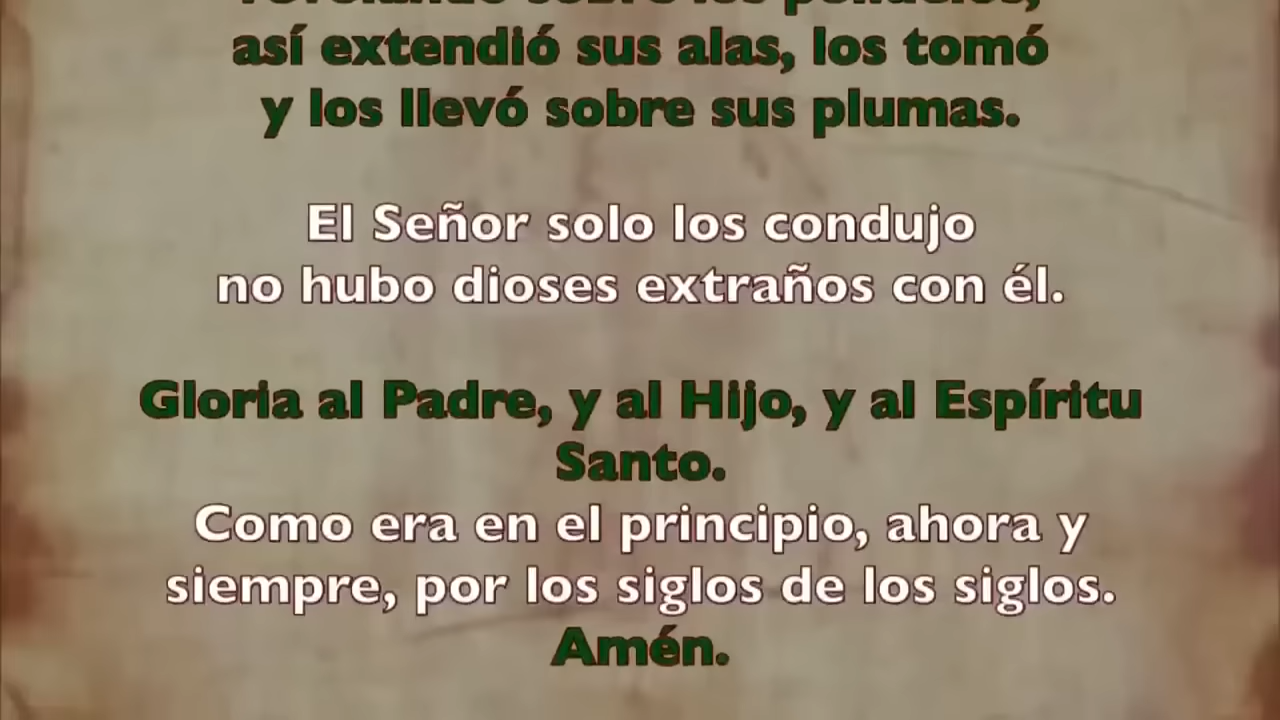 así extendió sus alas, los tomó
y los llevó sobre sus plumas.
El Señor solo los condujo
no hubo dioses extraños con él.
Gloria al Padre, y al Hijo, y al Espíritu
Santo.
Como era en el principio, ahora y
siempre, por los siglos de los siglos.
Amén.